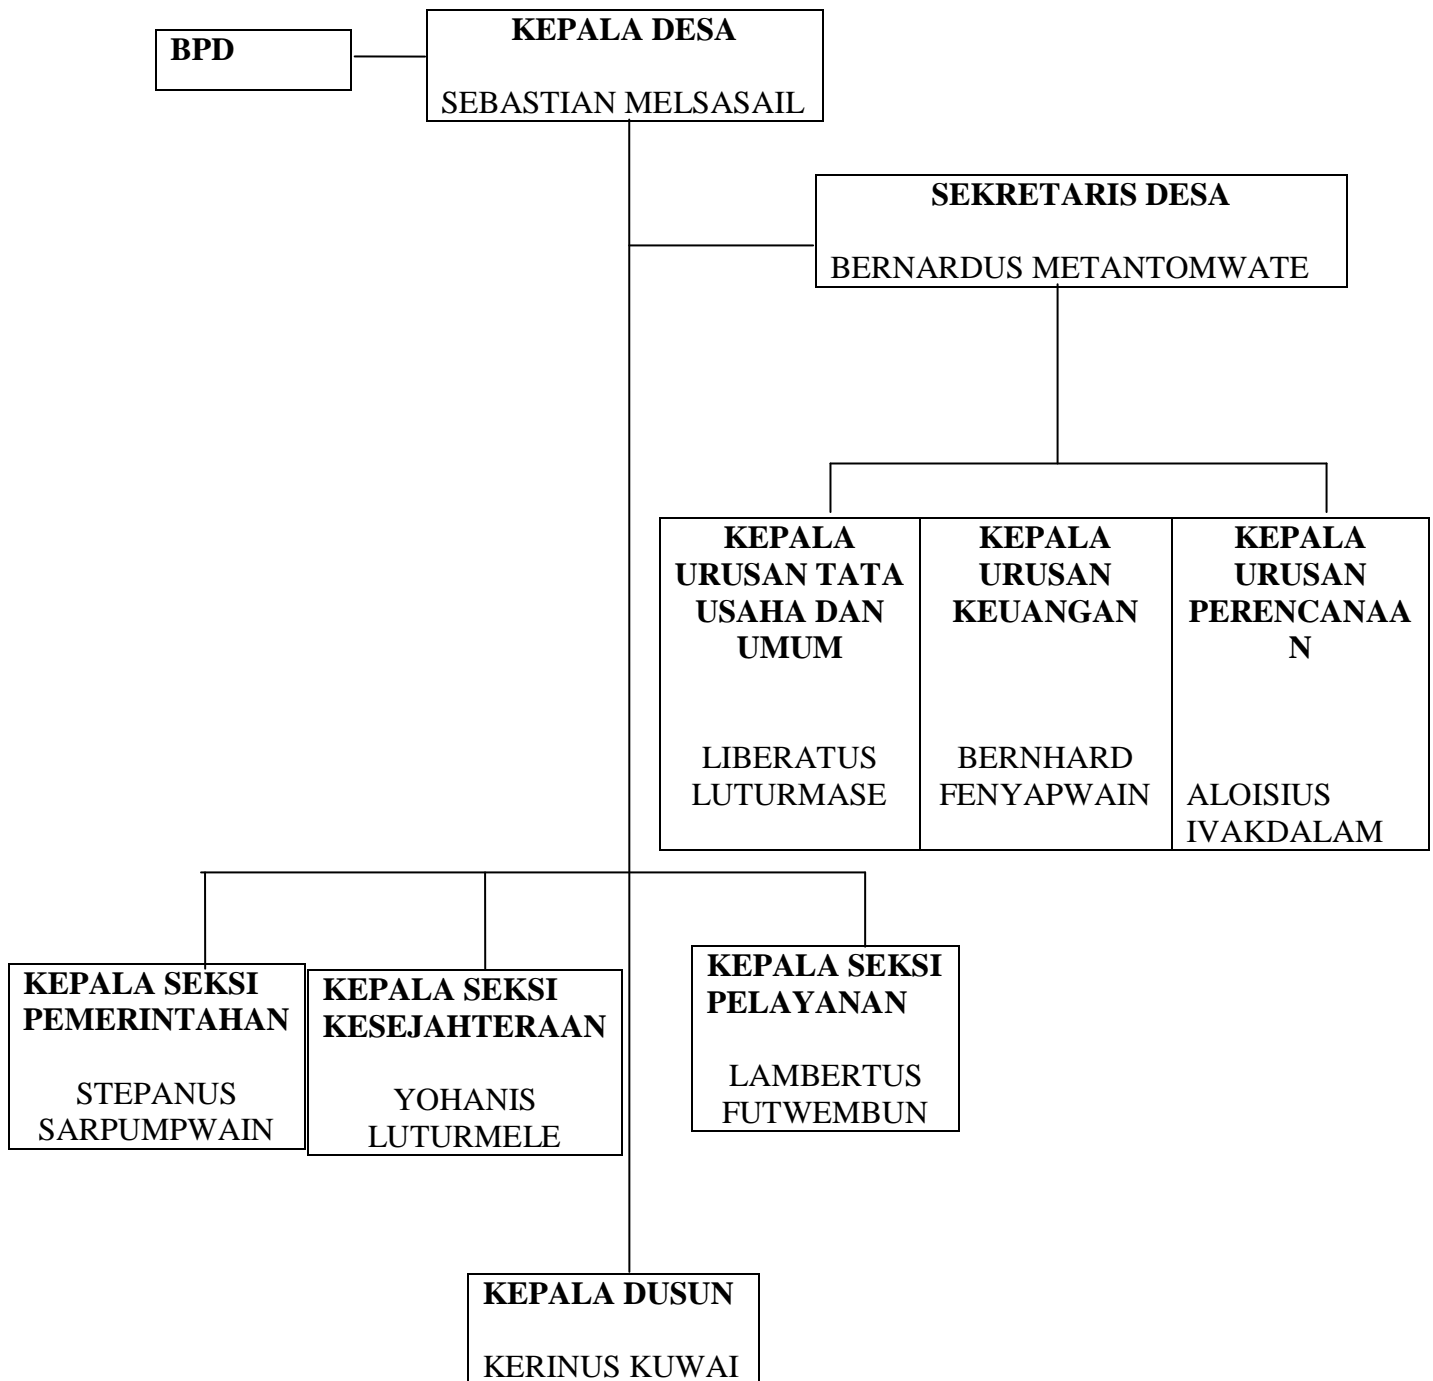 BPD
KEPALA DESA
SEBASTIAN MELSASAIL
SEKRETARIS DESA
BERNARDUS METANTOMWATE
KEPALA
URUSAN TATA
USAHA DAN
UMUM
LIBERATUS
LUTURMASE
KEPALA
URUSAN
KEUANGAN
BERNHARD
FENYAPWAIN
KEPALA
URUSAN
PERENCANAA
N
ALOISIUS
IVAKDALAM
KEPALA SEKSI
PEMERINTAHAN
STEPANUS
SARPUMPWAIN
KEPALA SEKSI
KESEJAHTERAAN
YOHANIS
LUTURMELE
KEPALA SEKSI
PELAYANAN
LAMBERTUS
FUTWEMBUN
KEPALA DUSUN
KERINUS KUWAI